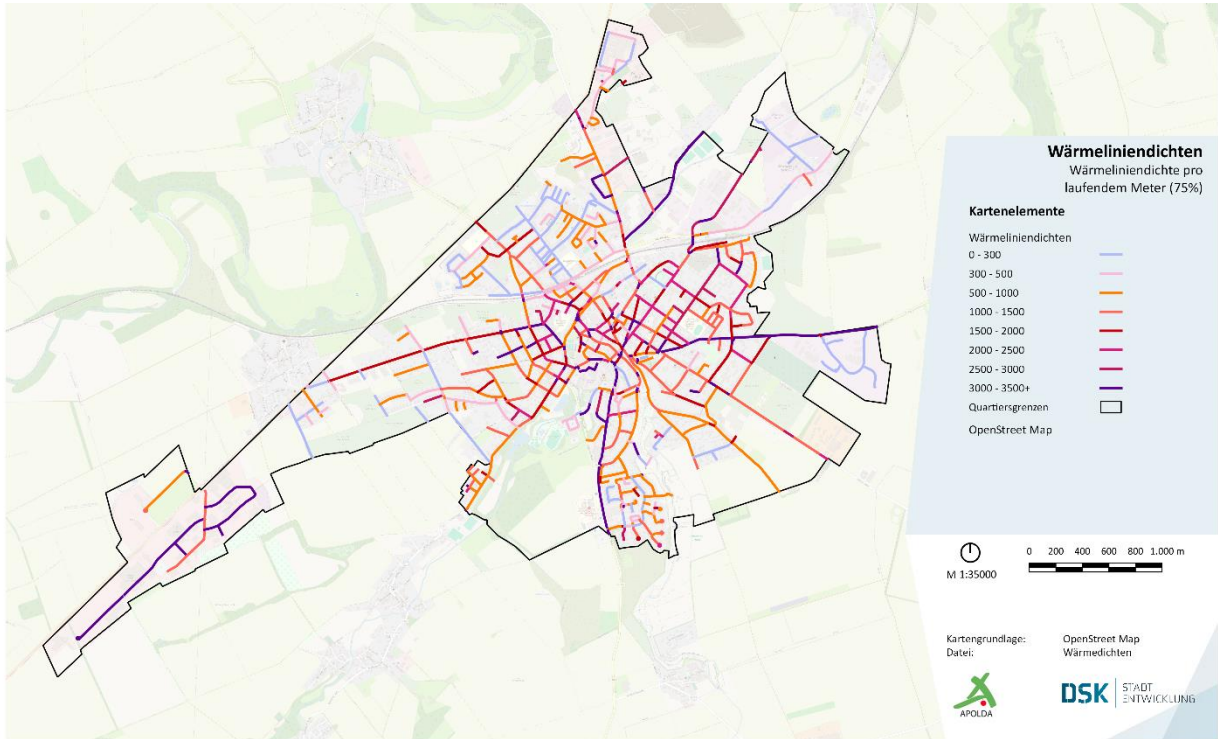 Wärmeliniendichten
Wärmeliniendichte pro
laufendem Meter (75%)
Kartenelemente
Wärmeliniendichten
0 - 300
300 - 500
500 - 1000
1000 - 1500
1500 - 2000
2000 - 2500
2500 - 3000
3000 - 3500+
Quartiersgrenzen
OpenStreet Map
M 1:35000
0 200 400 600 800 1.000 m
Kartengrundlage: OpenStreet Map
Datei: Wärmedichten
APOLDA
DSK STADT
ENTWICKLUNG